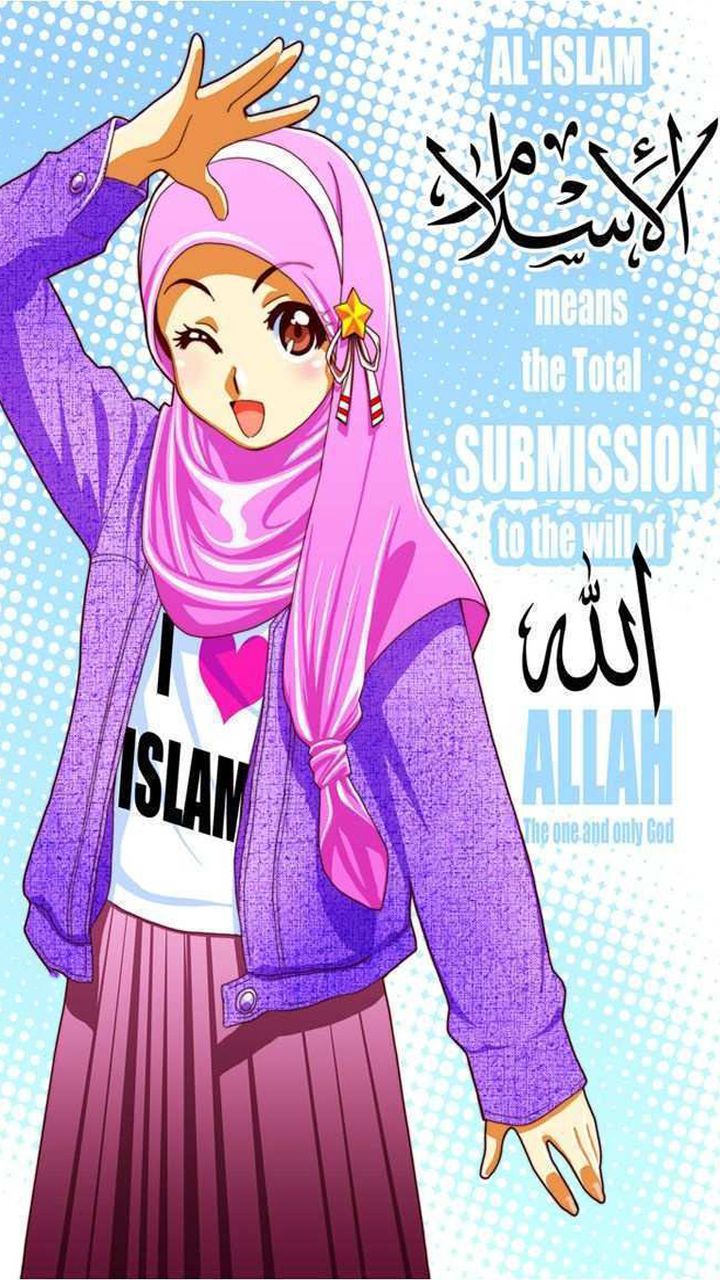 AL-ISLAM
الإسلام
means
the Total
SUBMISSION
to the will of
الله
ALLAH
The one and only God
I
ISLAM